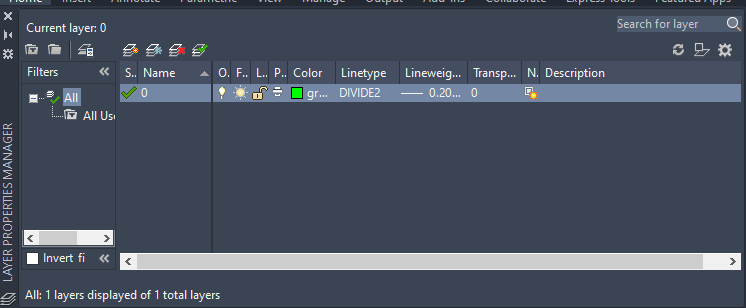 Home Insert Annotate Parametric View Manage Output Add-ins Collaborate Express Tools Featured Apps
Current layer: 0
Search for layer
Filters
S.. Name O. F.. L.. P.. Color Linetype Lineweig... Transp... N. Description
All
0 gr... DIVIDE2 0.20... 0
All Use
Invert fi
All: 1 layers displayed of 1 total layers
LAYER PROPERTIES MANAGER